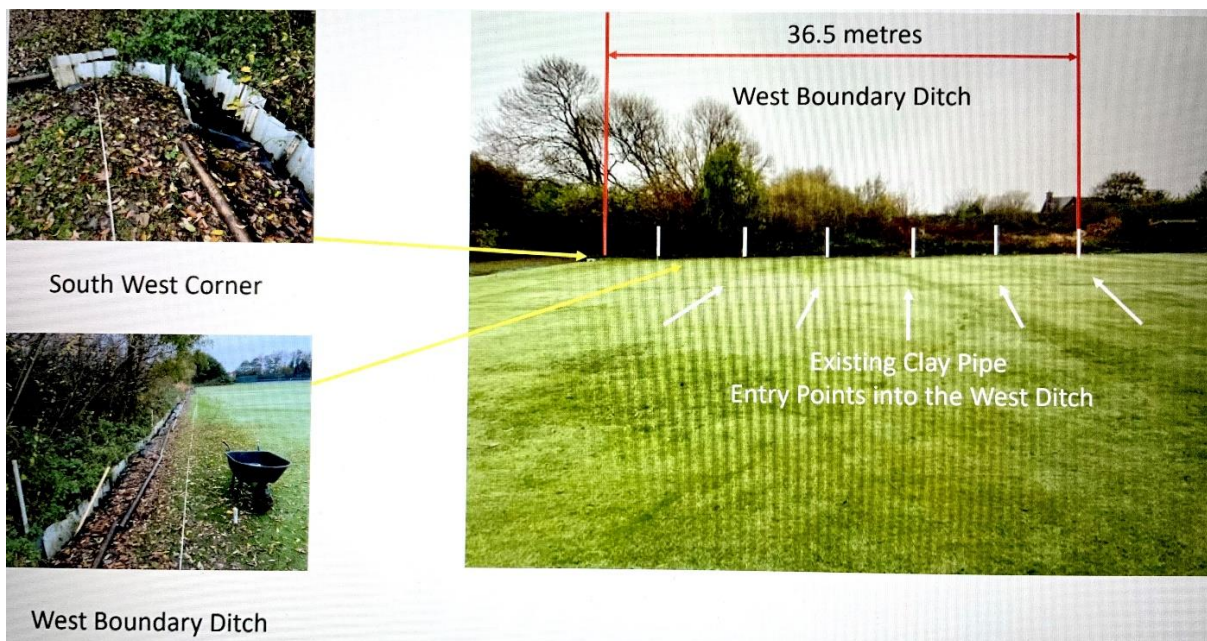 36.5 metres
West Boundary Ditch
South West Corner
Existing Clay Pipe
Entry Points into the West Ditch
West Boundary Ditch